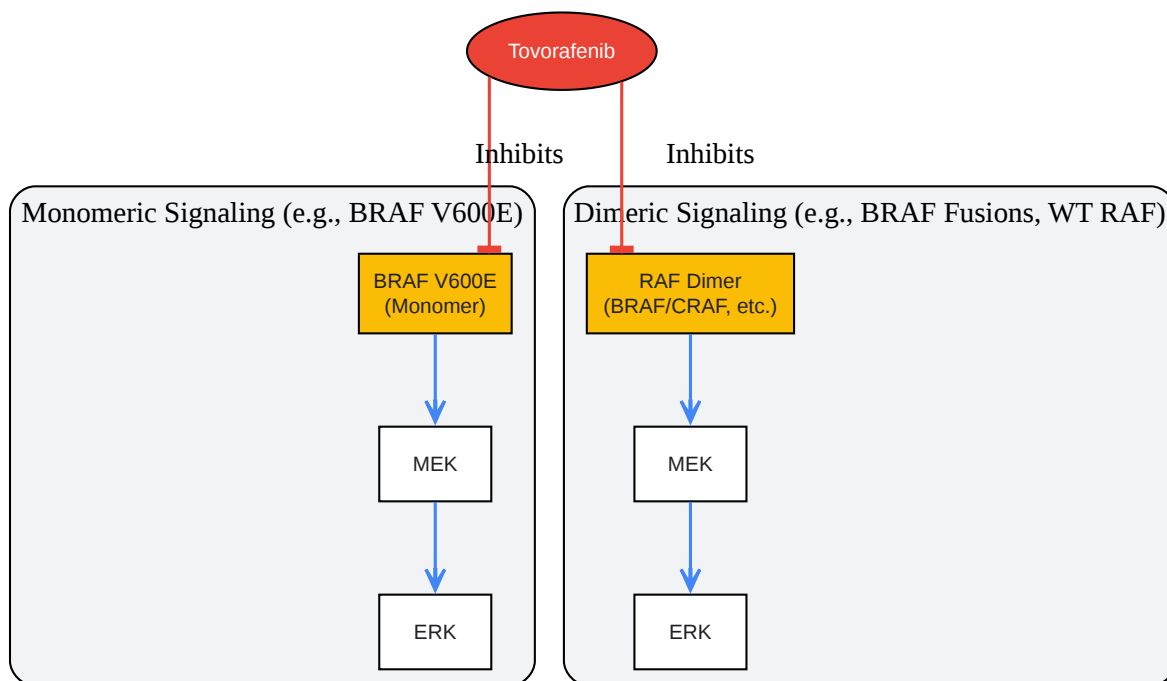 Tovorafenib
Inhibits
Inhibits
Monomeric Signaling (e.g., BRAF V600E)
BRAF V600E
(Monomer)
MEK
ERK
Dimeric Signaling (e.g., BRAF Fusions, WT RAF)
RAF Dimer
(BRAF/CRAF, etc.)
MEK
ERK